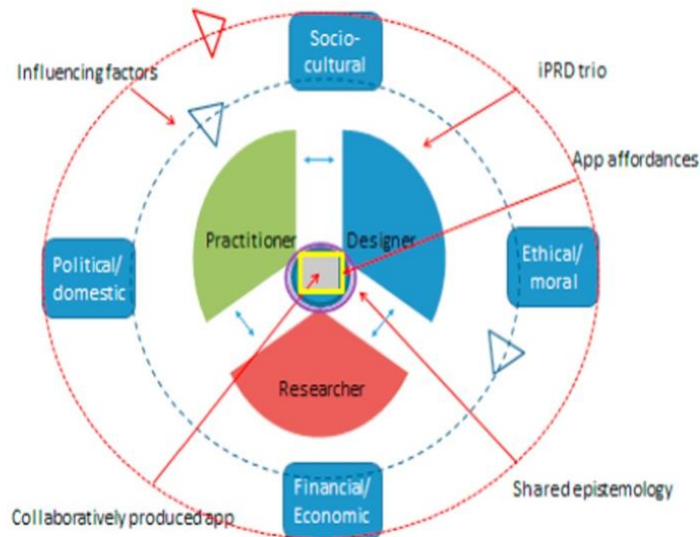 Socio-
cultural
Influencing factors
iPRD trio
App affordances
Practitioner
Designer
Political/
domestic
Ethical/
moral
Researcher
Financial/
Economic
Shared epistemology
Collaboratively produced app